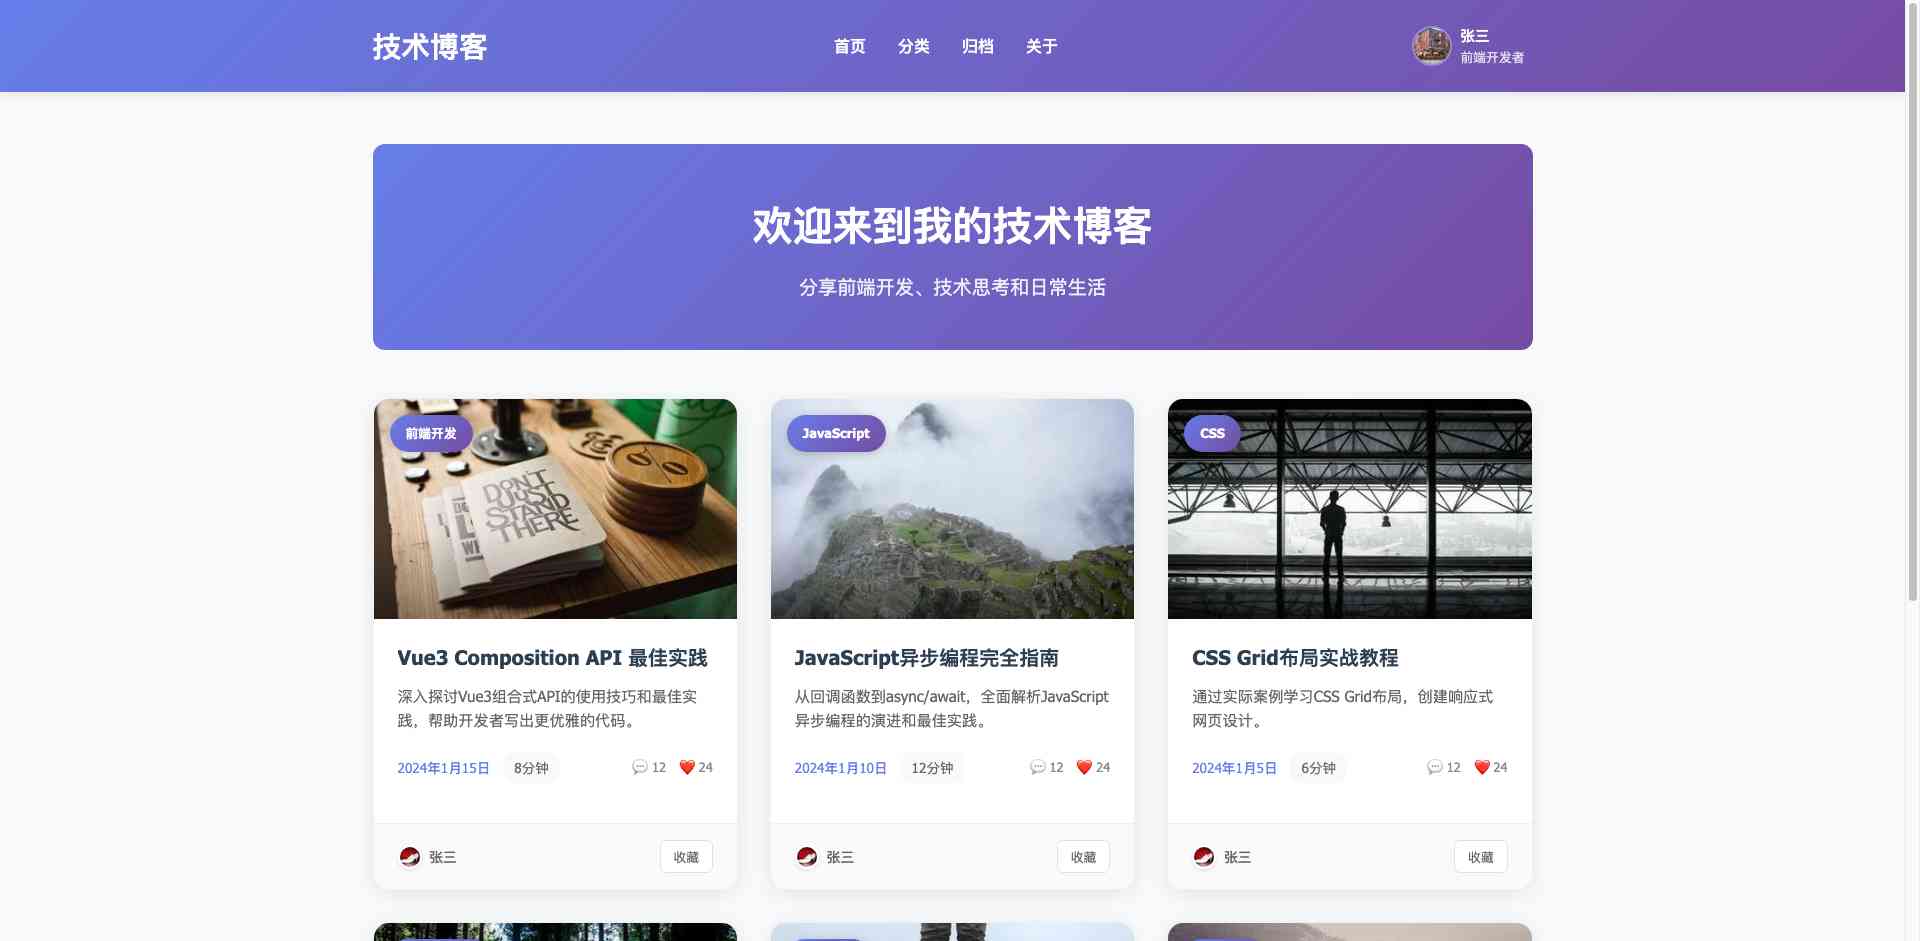 技术博客
首页 分类 归档 关于
张三
前端开发者
欢迎来到我的技术博客
分享前端开发、技术思考和日常生活
前端开发
DON'T
JUST
STAND
THERE
Vue3 Composition API 最佳实践
深入探讨Vue3组合式API的使用技巧和最佳实
践，帮助开发者写出更优雅的代码。
2024年1月15日 8分钟 12 24
张三 收藏
JavaScript
JavaScript异步编程完全指南
从回调函数到async/await，全面解析JavaScript
异步编程的演进和最佳实践。
2024年1月10日 12分钟 12 24
张三 收藏
CSS
CSS Grid布局实战教程
通过实际案例学习CSS Grid布局，创建响应式
网页设计。
2024年1月5日 6分钟 12 24
张三 收藏